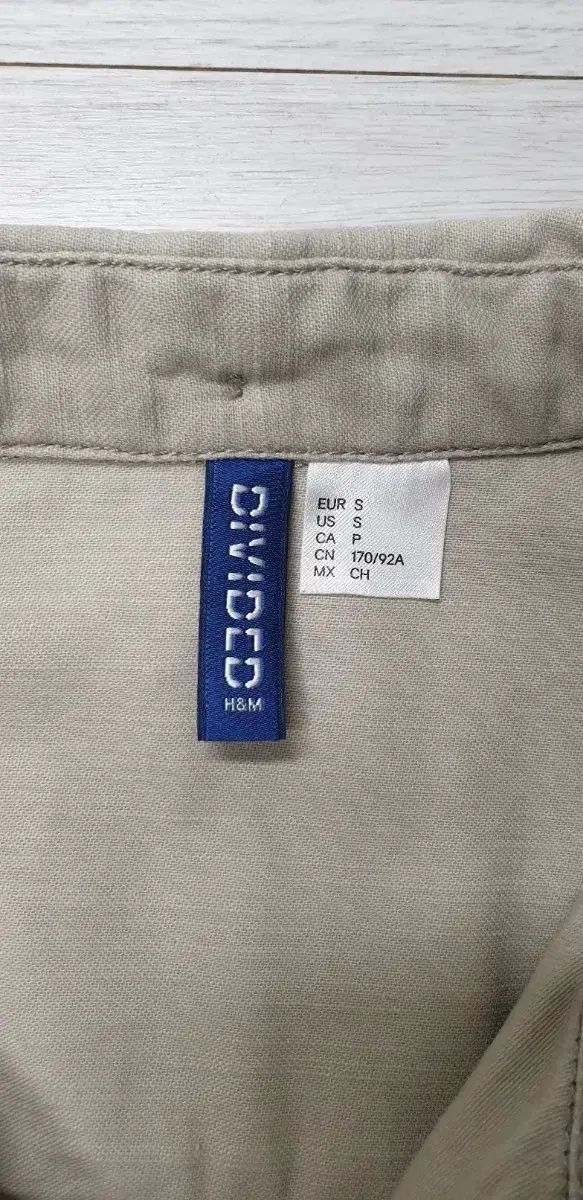 DIVIDED
H&M
EUR S
US S
CA P
CN 170/92A
MX CH